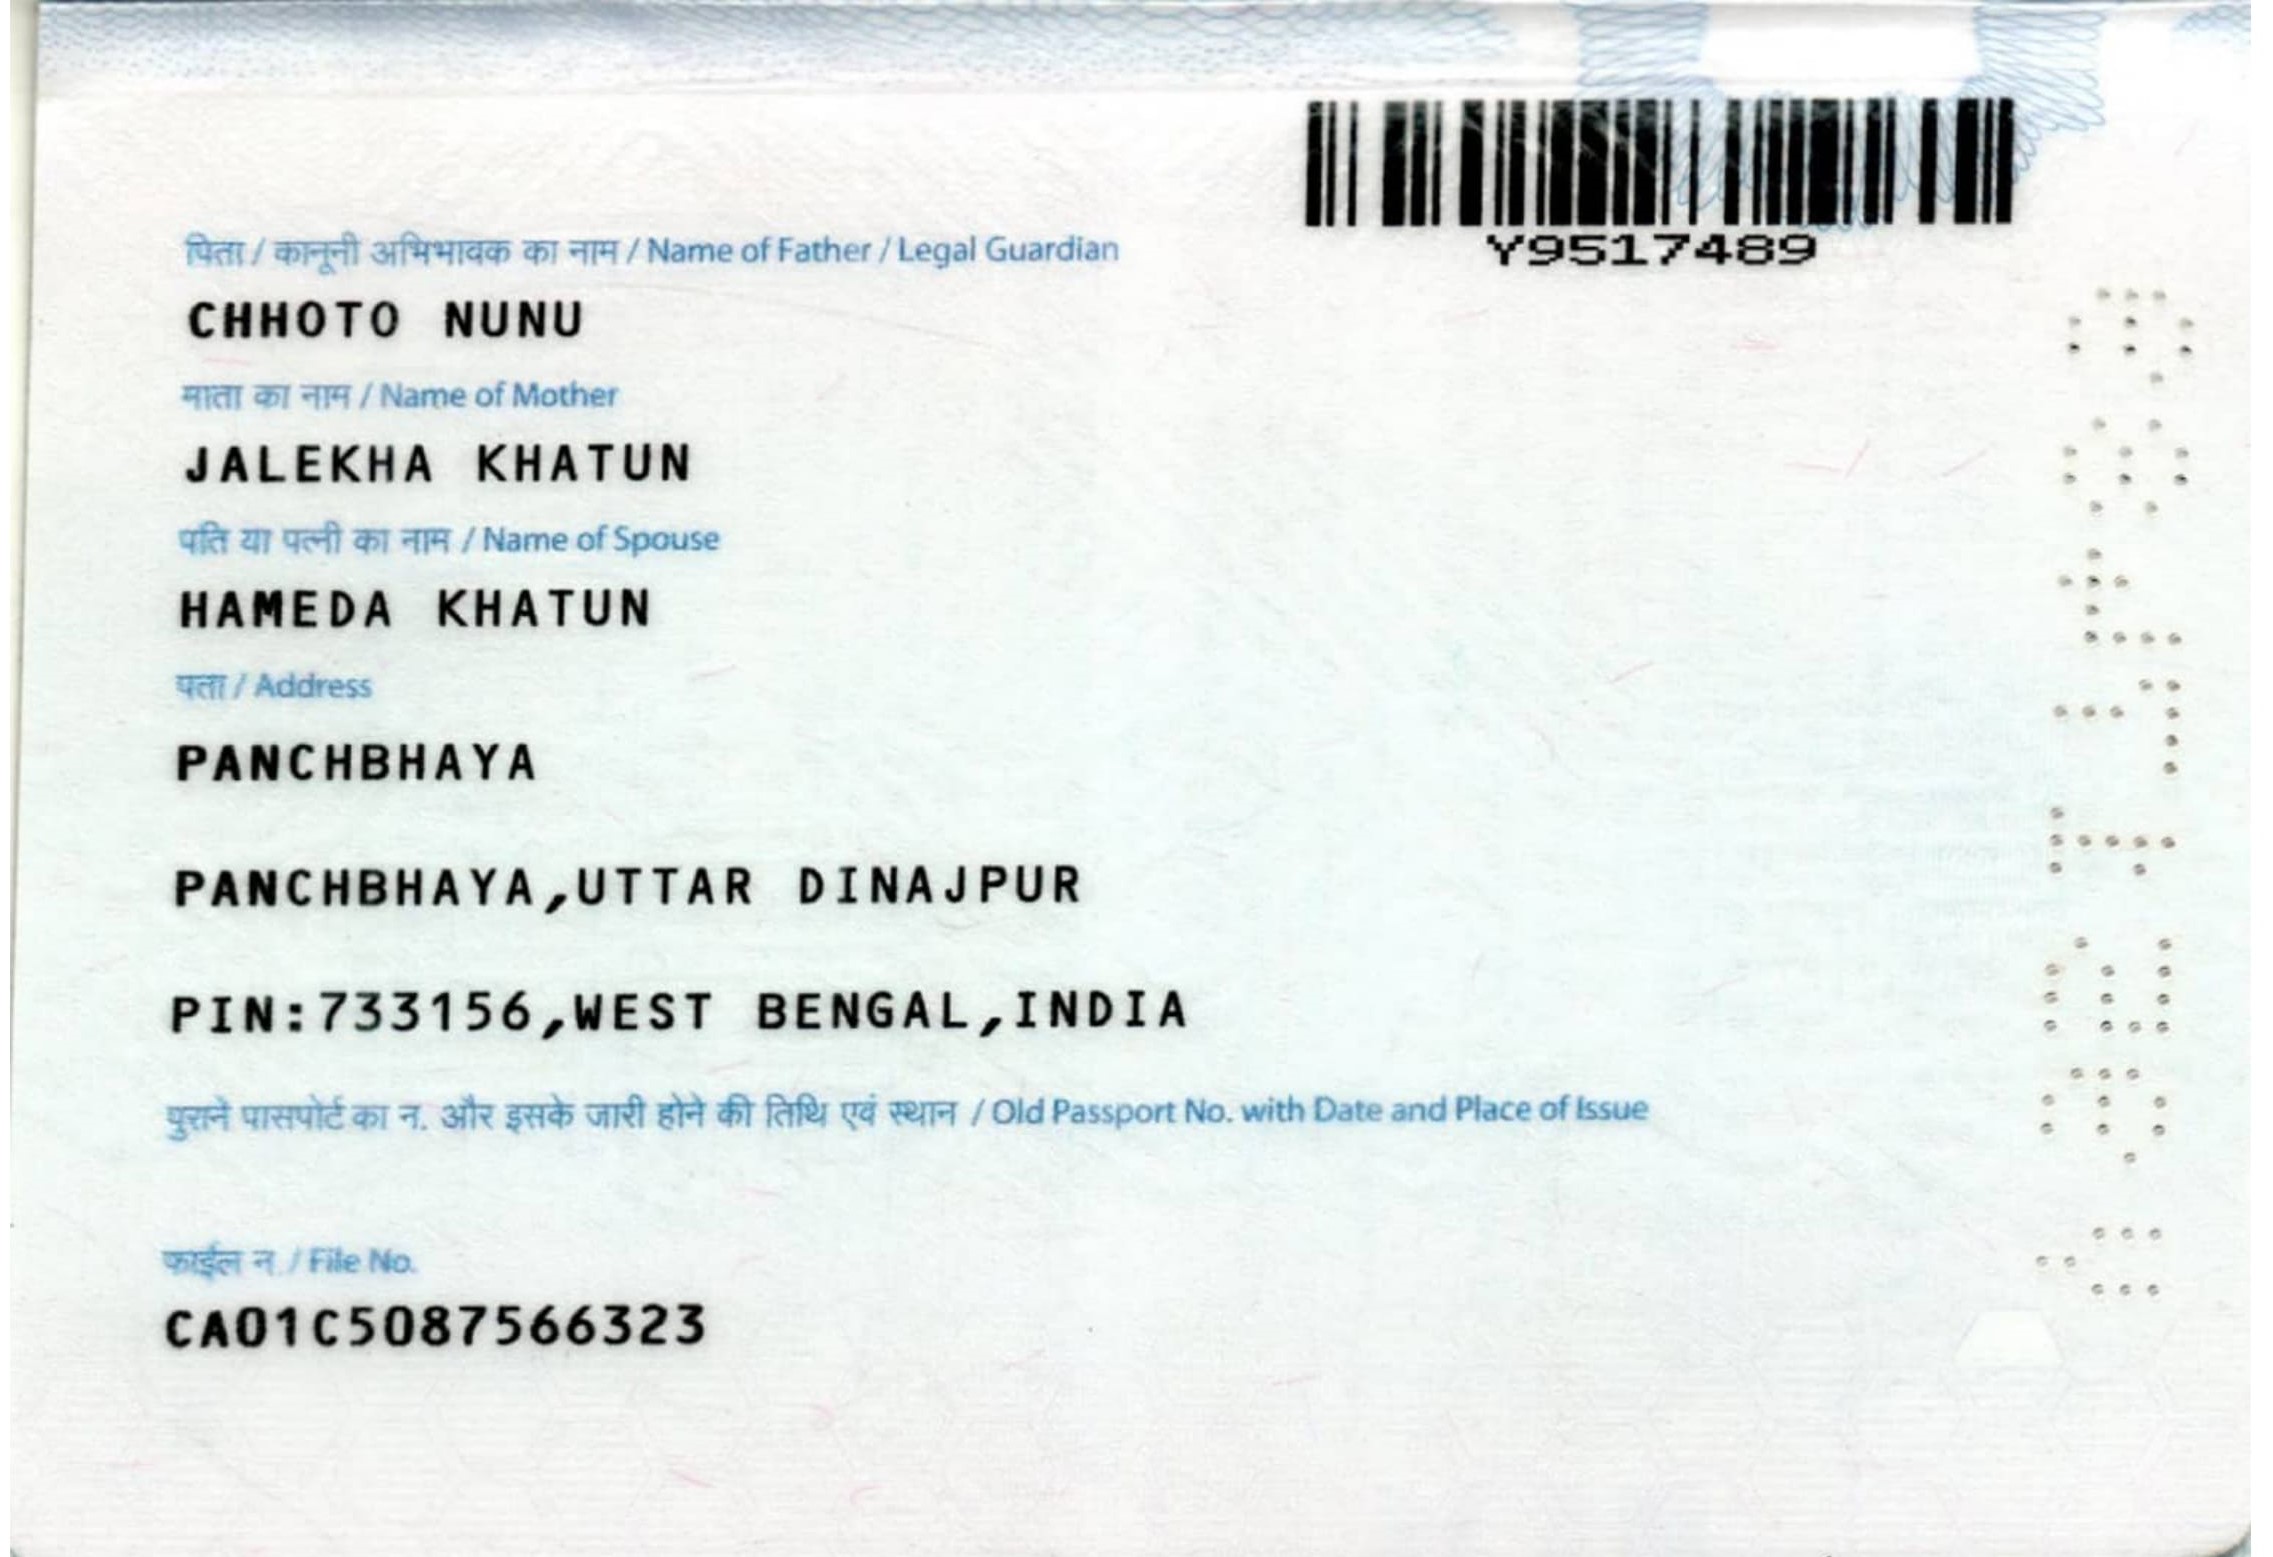 Y9517489
पिता / कानूनी अभिभावक का नाम / Name of Father / Legal Guardian
CHHOTO NUNU
माता का नाम / Name of Mother
JALEKHA KHATUN
पति या पत्नी का नाम / Name of Spouse
HAMEDA KHATUN
पता / Address
PANCHBHAYA
PANCHBHAYA,UTTAR DINAJPUR
PIN:733156,WEST BENGAL,INDIA
पुराने पासपोर्ट का न. और इसके जारी होने की तिथि एवं स्थान / Old Passport No. with Date and Place of Issue
फाईल न. / File No.
CA01C5087566323
Y9517489